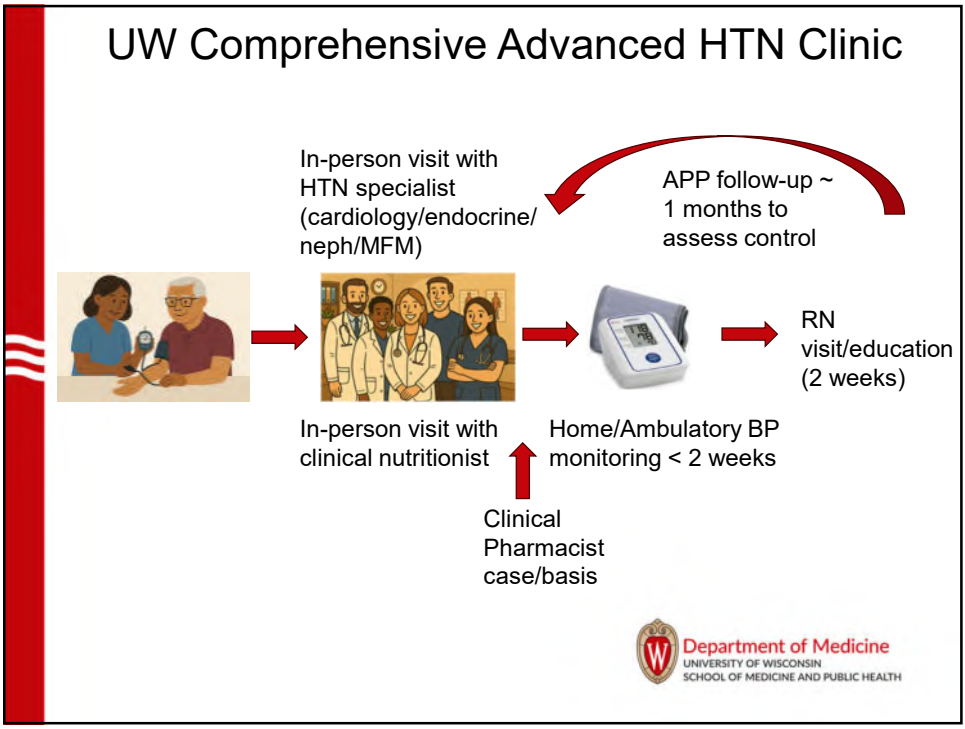 UW Comprehensive Advanced HTN Clinic
In-person visit with
HTN specialist
(cardiology/endocrine/
neph/MFM)
APP follow-up ~
1 months to
assess control
RN
visit/education
(2 weeks)
In-person visit with
clinical nutritionist
Home/Ambulatory BP
monitoring < 2 weeks
Clinical
Pharmacist
case/basis
W
Department of Medicine
UNIVERSITY OF WISCONSIN
SCHOOL OF MEDICINE AND PUBLIC HEALTH